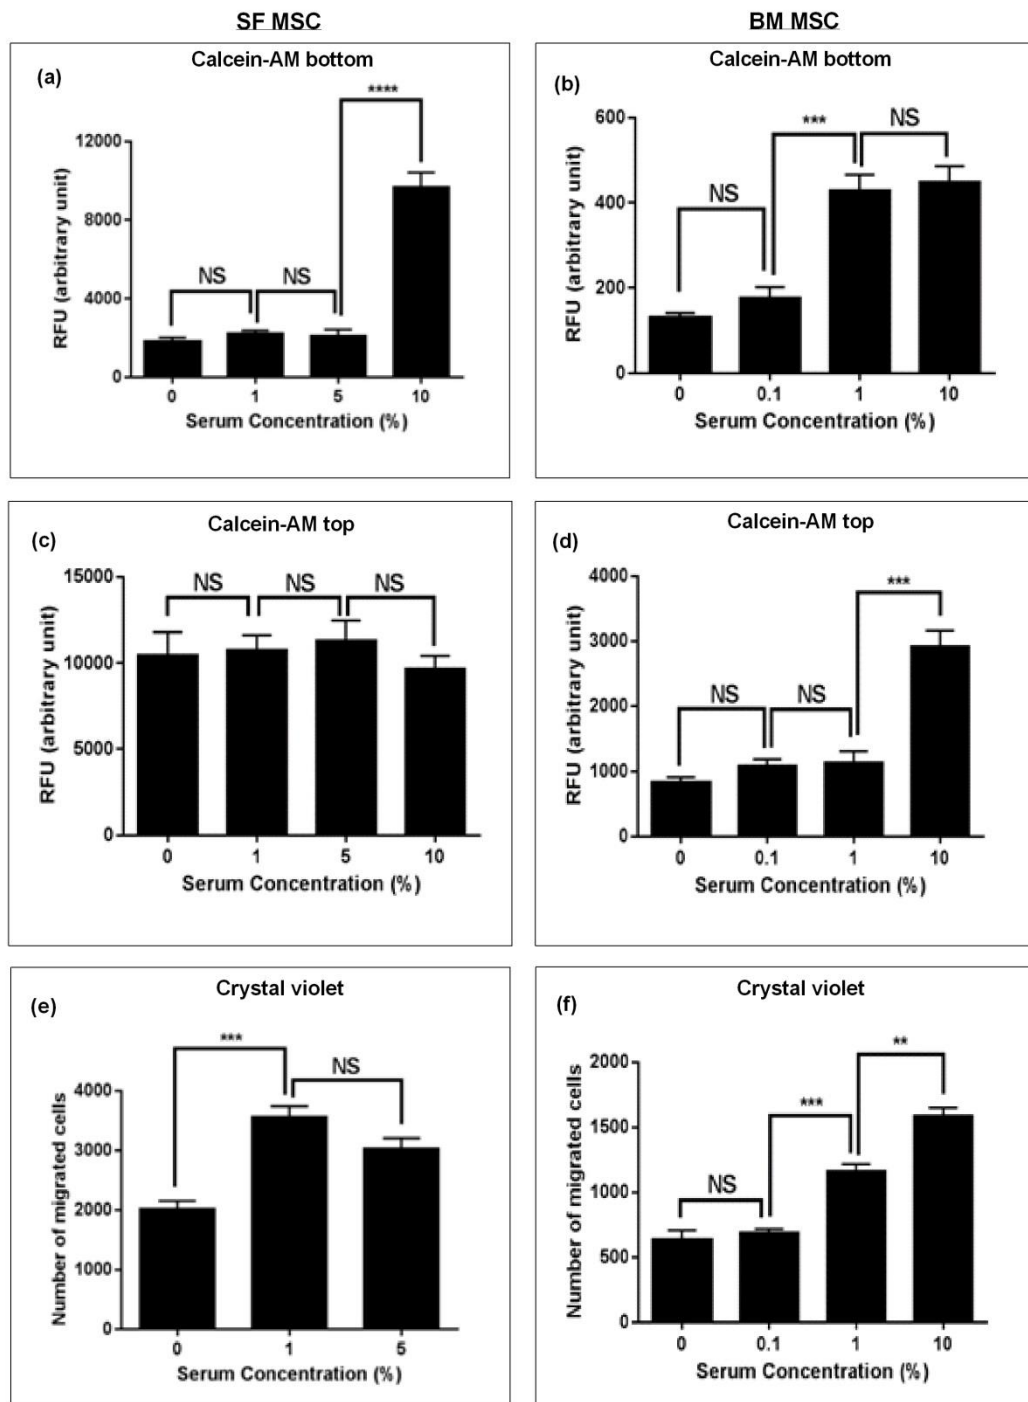 SF MSC
BM MSC
Calcein-AM bottom
(a)
****
12000
8000
4000
0
NS
NS
RFU (arbitrary unit)
0 1 5 10
Serum Concentration (%)
Calcein-AM bottom
(b)
600
400
200
0
NS
***
NS
RFU (arbitrary unit)
0 0.1 1 10
Serum Concentration (%)
Calcein-AM top
(c)
15000
10000
5000
0
NS
NS
NS
RFU (arbitrary unit)
0 1 5 10
Serum Concentration (%)
Calcein-AM top
(d)
4000
3000
2000
1000
0
NS
NS
***
RFU (arbitrary unit)
0 0.1 1 10
Serum Concentration (%)
Crystal violet
(e)
***
NS
4000
3000
2000
1000
0
Number of migrated cells
0 1 5
Serum Concentration (%)
Crystal violet
(f)
2000
1500
1000
500
0
NS
***
**
Number of migrated cells
0 0.1 1 10
Serum Concentration (%)